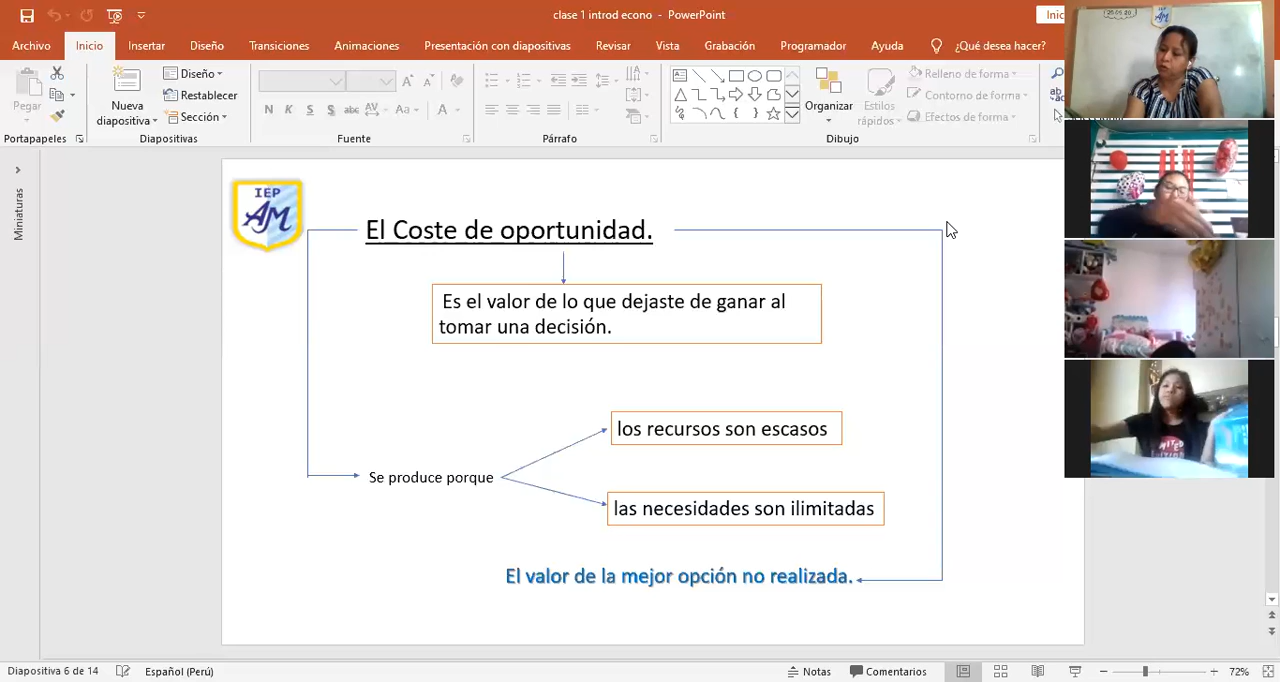 clase 1 introd econo - PowerPoint
Inic
Archivo
Inicio
Insertar
Diseño
Transiciones
Animaciones
Presentación con diapositivas
Revisar
Vista
Grabación
Programador
Ayuda
¿Qué desea hacer?
Pegar
Nueva
diapositiva
Diseño
Restablecer
Sección
N K S S abc AV Aa A
Organizar
Estilos
rápidos
Relleno de forma
Contorno de forma
Efectos de forma
Portapapeles
Diapositivas
Fuente
Párrafo
Dibujo
Miniaturas
IEP
AM
El Coste de oportunidad.
Es el valor de lo que dejaste de ganar al
tomar una decisión.
los recursos son escasos
Se produce porque
las necesidades son ilimitadas
El valor de la mejor opción no realizada.
Diapositiva 6 de 14
Español (Perú)
Notas
Comentarios
72%